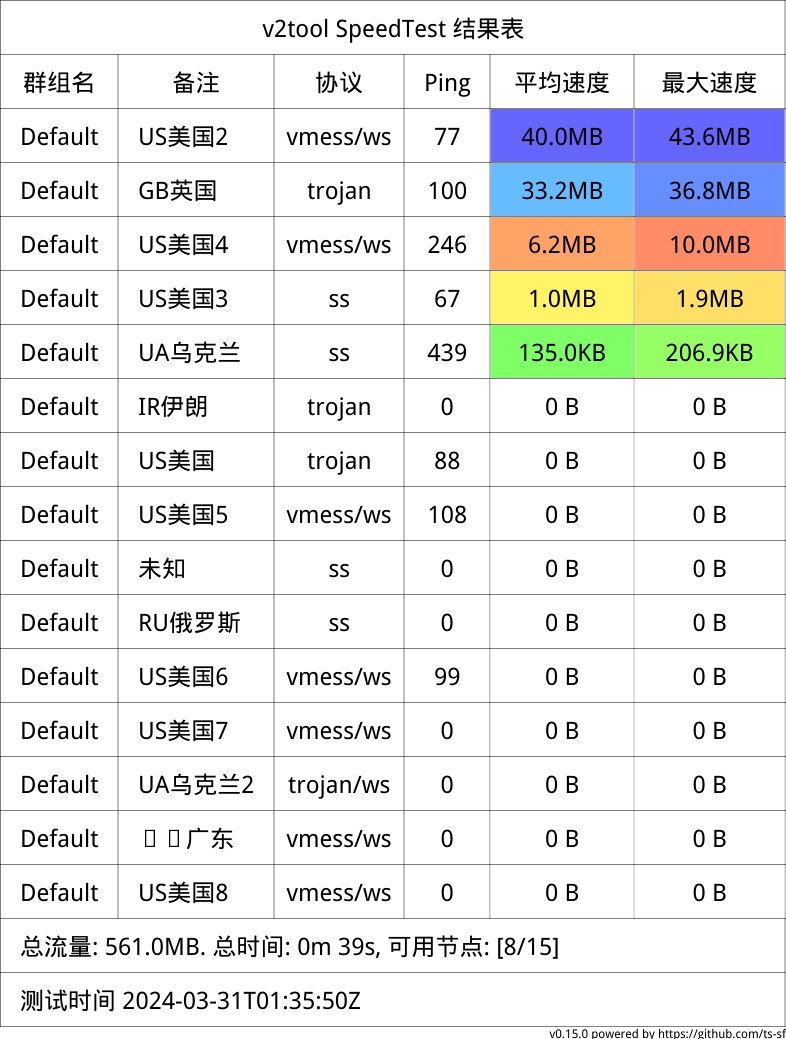 v2tool SpeedTest 结果表
群组名 备注 协议 Ping 平均速度 最大速度
Default US美国2 vmess/ws 77 40.0MB 43.6MB
Default GB英国 trojan 100 33.2MB 36.8MB
Default US美国4 vmess/ws 246 6.2MB 10.0MB
Default US美国3 ss 67 1.0MB 1.9MB
Default UA乌克兰 ss 439 135.0KB 206.9KB
Default IR伊朗 trojan 0 0 B 0 B
Default US美国 trojan 88 0 B 0 B
Default US美国5 vmess/ws 108 0 B 0 B
Default 未知 ss 0 0 B 0 B
Default RU俄罗斯 ss 0 0 B 0 B
Default US美国6 vmess/ws 99 0 B 0 B
Default US美国7 vmess/ws 0 0 B 0 B
Default UA乌克兰2 trojan/ws 0 0 B 0 B
Default 广东 vmess/ws 0 0 B 0 B
Default US美国8 vmess/ws 0 0 B 0 B
总流量: 561.0MB. 总时间: 0m 39s, 可用节点: [8/15]
测试时间 2024-03-31T01:35:50Z
v0.15.0 powered by https://github.com/ts-sf